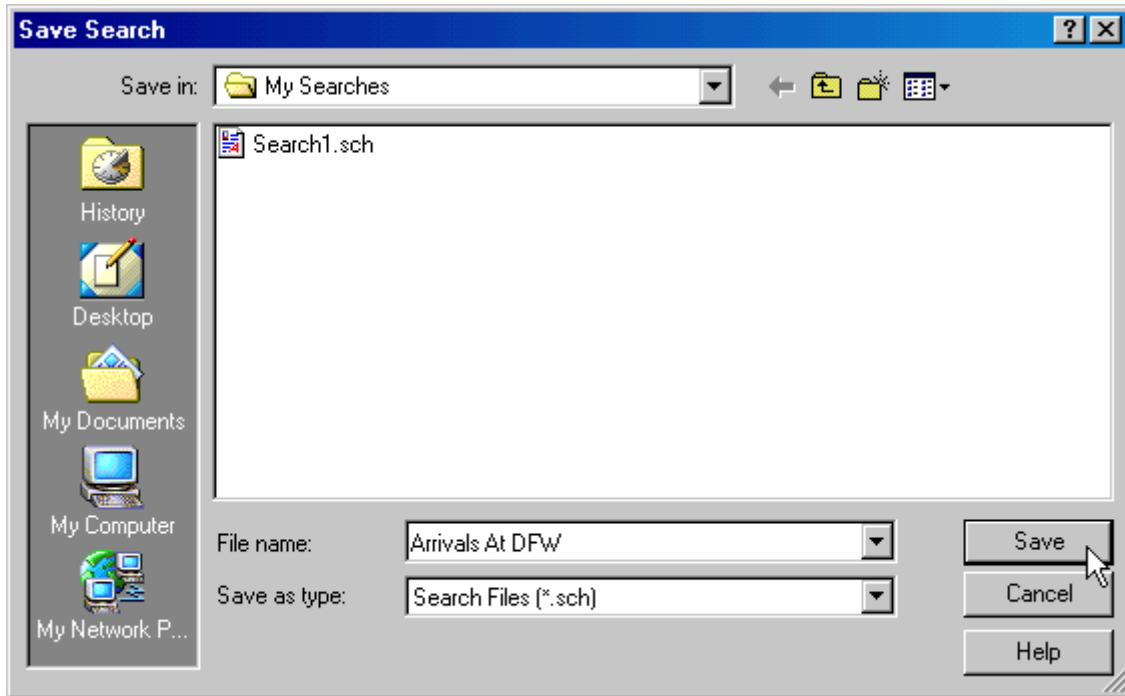 Save Search
Save in:
My Searches
Search1.sch
History
Desktop
My Documents
My Computer
My Network P...
File name:
Arrivals At DFW
Save as type:
Search Files (*.sch)
Save
Cancel
Help